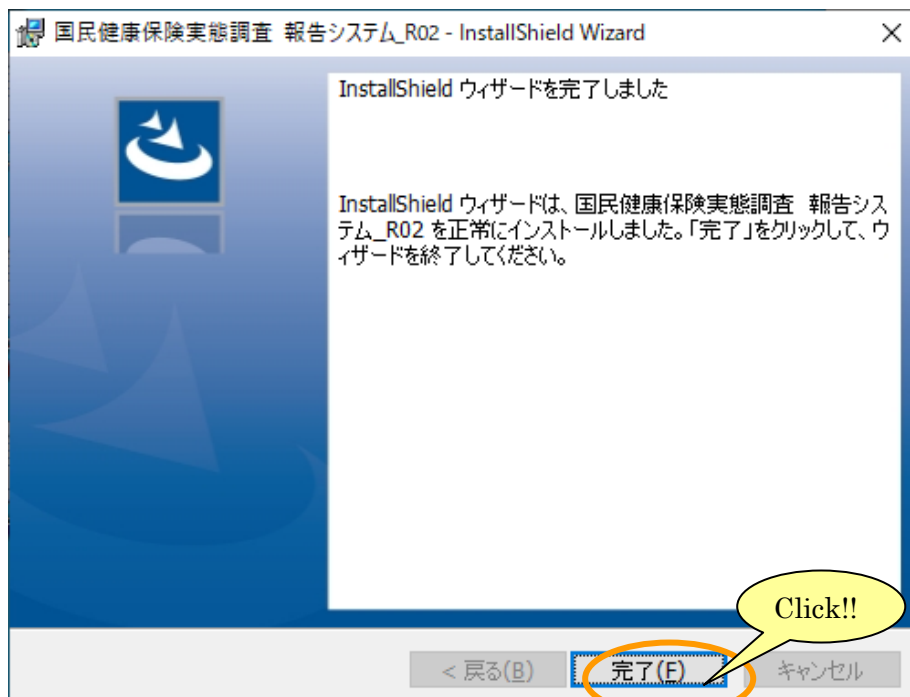 国民健康保険実態調査 報告システム_R02 - InstallShield Wizard
InstallShield ウィザードを完了しました
InstallShield ウィザードは、国民健康保険実態調査 報告シス
テム_R02 を正常にインストールしました。「完了」をクリックして、ウ
ィザードを終了してください。
Click!!
< 戻る(B)
完了(F)
キャンセル